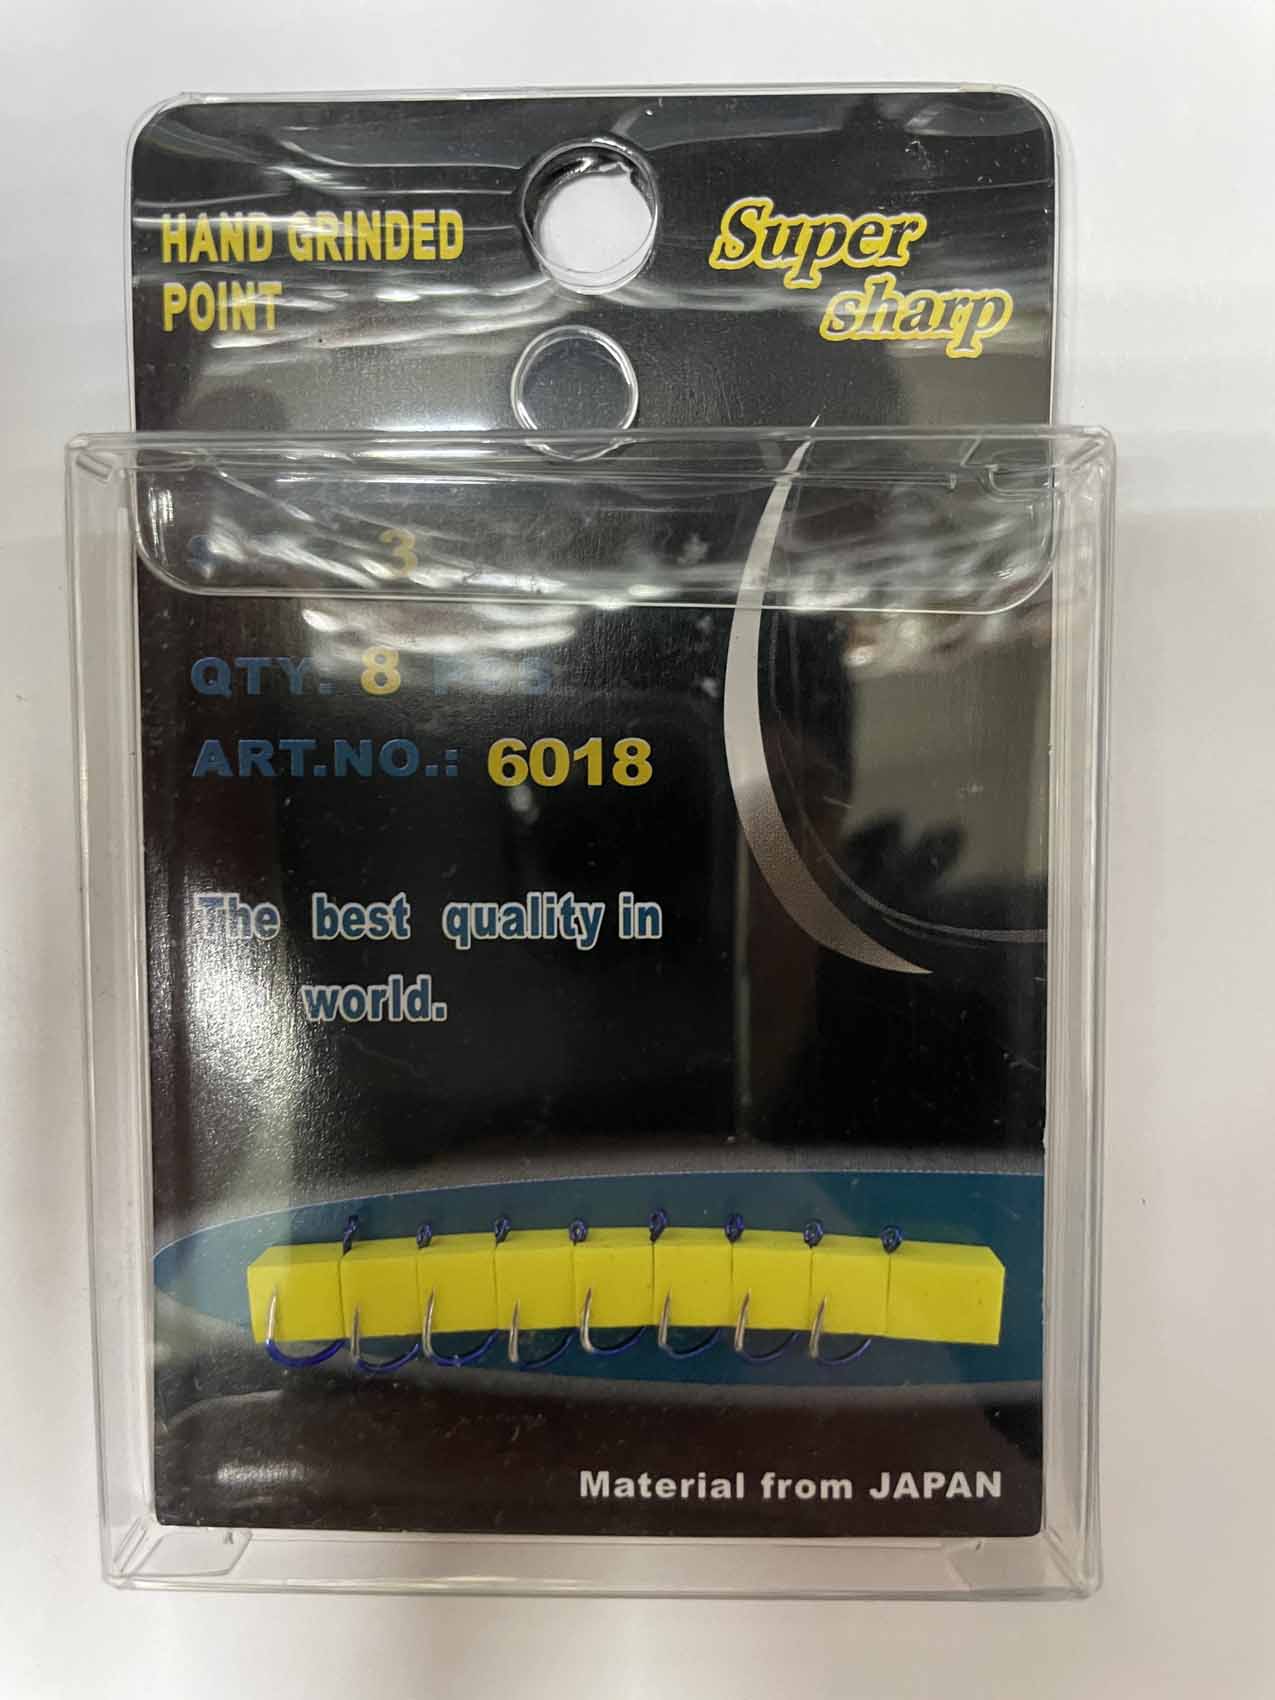 HAND GRINDED
POINT
Super
sharp
3
QTY: 8 PCS
ART.NO.: 6018
The best quality in
world.
Material from JAPAN